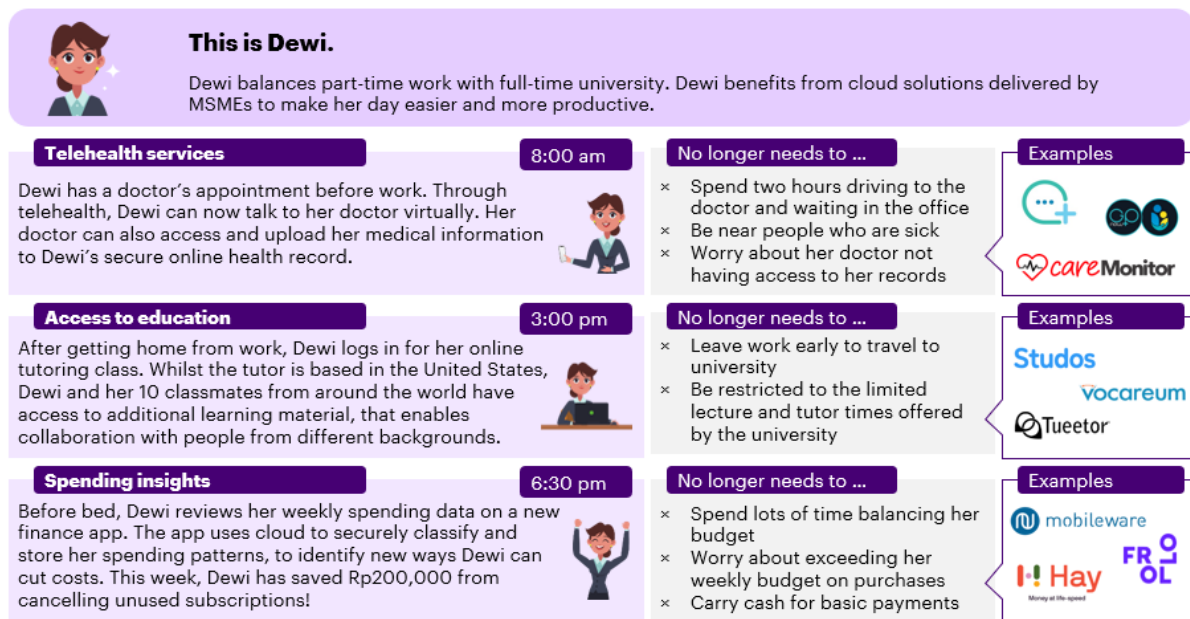 This is Dewi.
Dewi balances part-time work with full-time university. Dewi benefits from cloud solutions delivered by
MSMEs to make her day easier and more productive.
Telehealth services
8:00 am
Dewi has a doctor's appointment before work. Through
telehealth, Dewi can now talk to her doctor virtually. Her
doctor can also access and upload her medical information
to Dewi's secure online health record.
No longer needs to ...
× Spend two hours driving to the
doctor and waiting in the office
× Be near people who are sick
× Worry about her doctor not
having access to her records
Examples
careMonitor
Access to education
3:00 pm
After getting home from work, Dewi logs in for her online
tutoring class. Whilst the tutor is based in the United States,
Dewi and her 10 classmates from around the world have
access to additional learning material, that enables
collaboration with people from different backgrounds.
No longer needs to ...
× Leave work early to travel to
university
× Be restricted to the limited
lecture and tutor times offered
by the university
Examples
Studos
vocareum
Tueetor
Spending insights
6:30 pm
Before bed, Dewi reviews her weekly spending data on a new
finance app. The app uses cloud to securely classify and
store her spending patterns, to identify new ways Dewi can
cut costs. This week, Dewi has saved Rp200,000 from
cancelling unused subscriptions!
No longer needs to ...
× Spend lots of time balancing her
budget
× Worry about exceeding her
weekly budget on purchases
× Carry cash for basic payments
Examples
mobileware
FROLLO
Hay
Money at life-speed